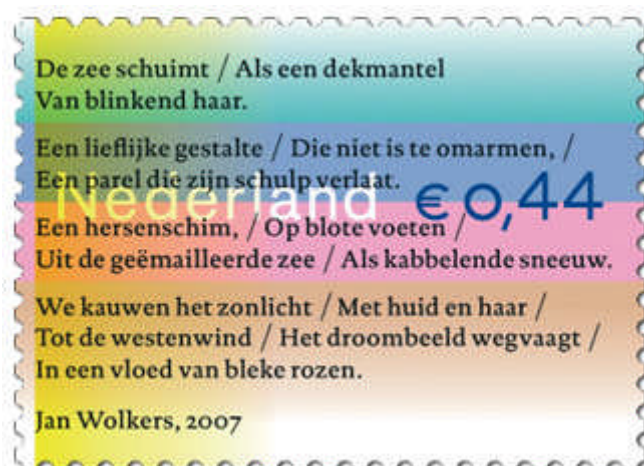 De zee schuimt / Als een dekmantel
Van blinkend haar.
Een lieflijke gestalte / Die niet is te omarmen, /
Een parel die zijn schulp verlaat.
Nederland € 0,44
Een hersenschim, / Op blote voeten /
Uit de geëmailleerde zee / Als kabbelende sneeuw.
We kauwen het zonlicht / Met huid en haar /
Tot de westenwind / Het droombeeld wegvaagt /
In een vloed van bleke rozen.
Jan Wolkers, 2007